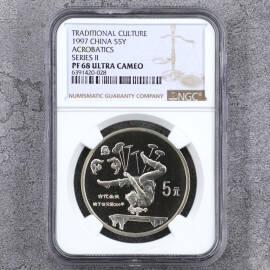 TRADITIONAL CULTURE
1997 CHINA S5Y
ACROBATICS
SERIES II
PF 68 ULTRA CAMEO
6391420-028
NUMISMATIC GUARANTY COMPANY
NGC
5元